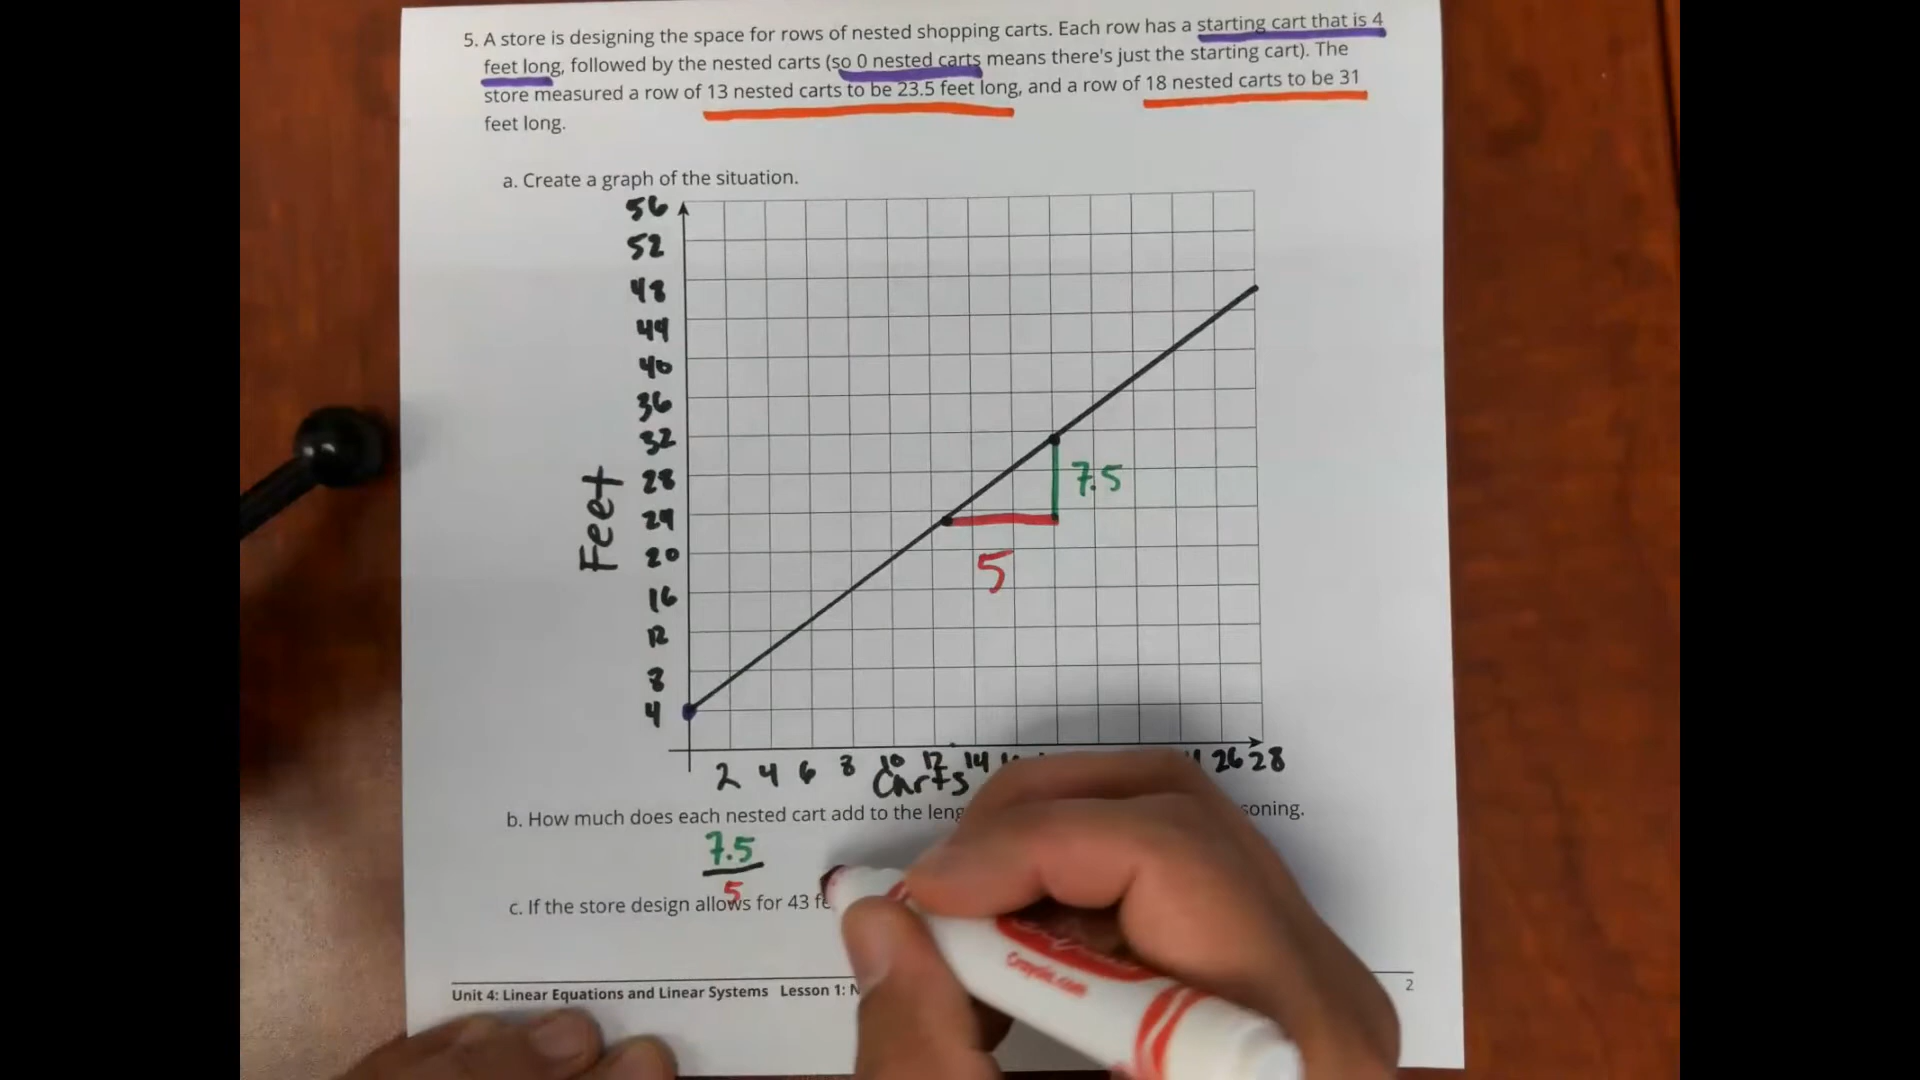 5. A store is designing the space for rows of nested shopping carts. Each row has a starting cart that is 4
feet long, followed by the nested carts (so 0 nested carts means there's just the starting cart). The
store measured a row of 13 nested carts to be 23.5 feet long, and a row of 18 nested carts to be 31
feet long.
a. Create a graph of the situation.
56
52
48
44
40
36
32
28
24
20
16
12
8
4
Feet
7.5
5
2 4 6 8 10 12 14 26 28
Carts
b. How much does each nested cart add to the
7.5
5
c. If the store design allows for 43
Unit 4: Linear Equations and Linear Systems Lesson 1:
2
Crayola.com